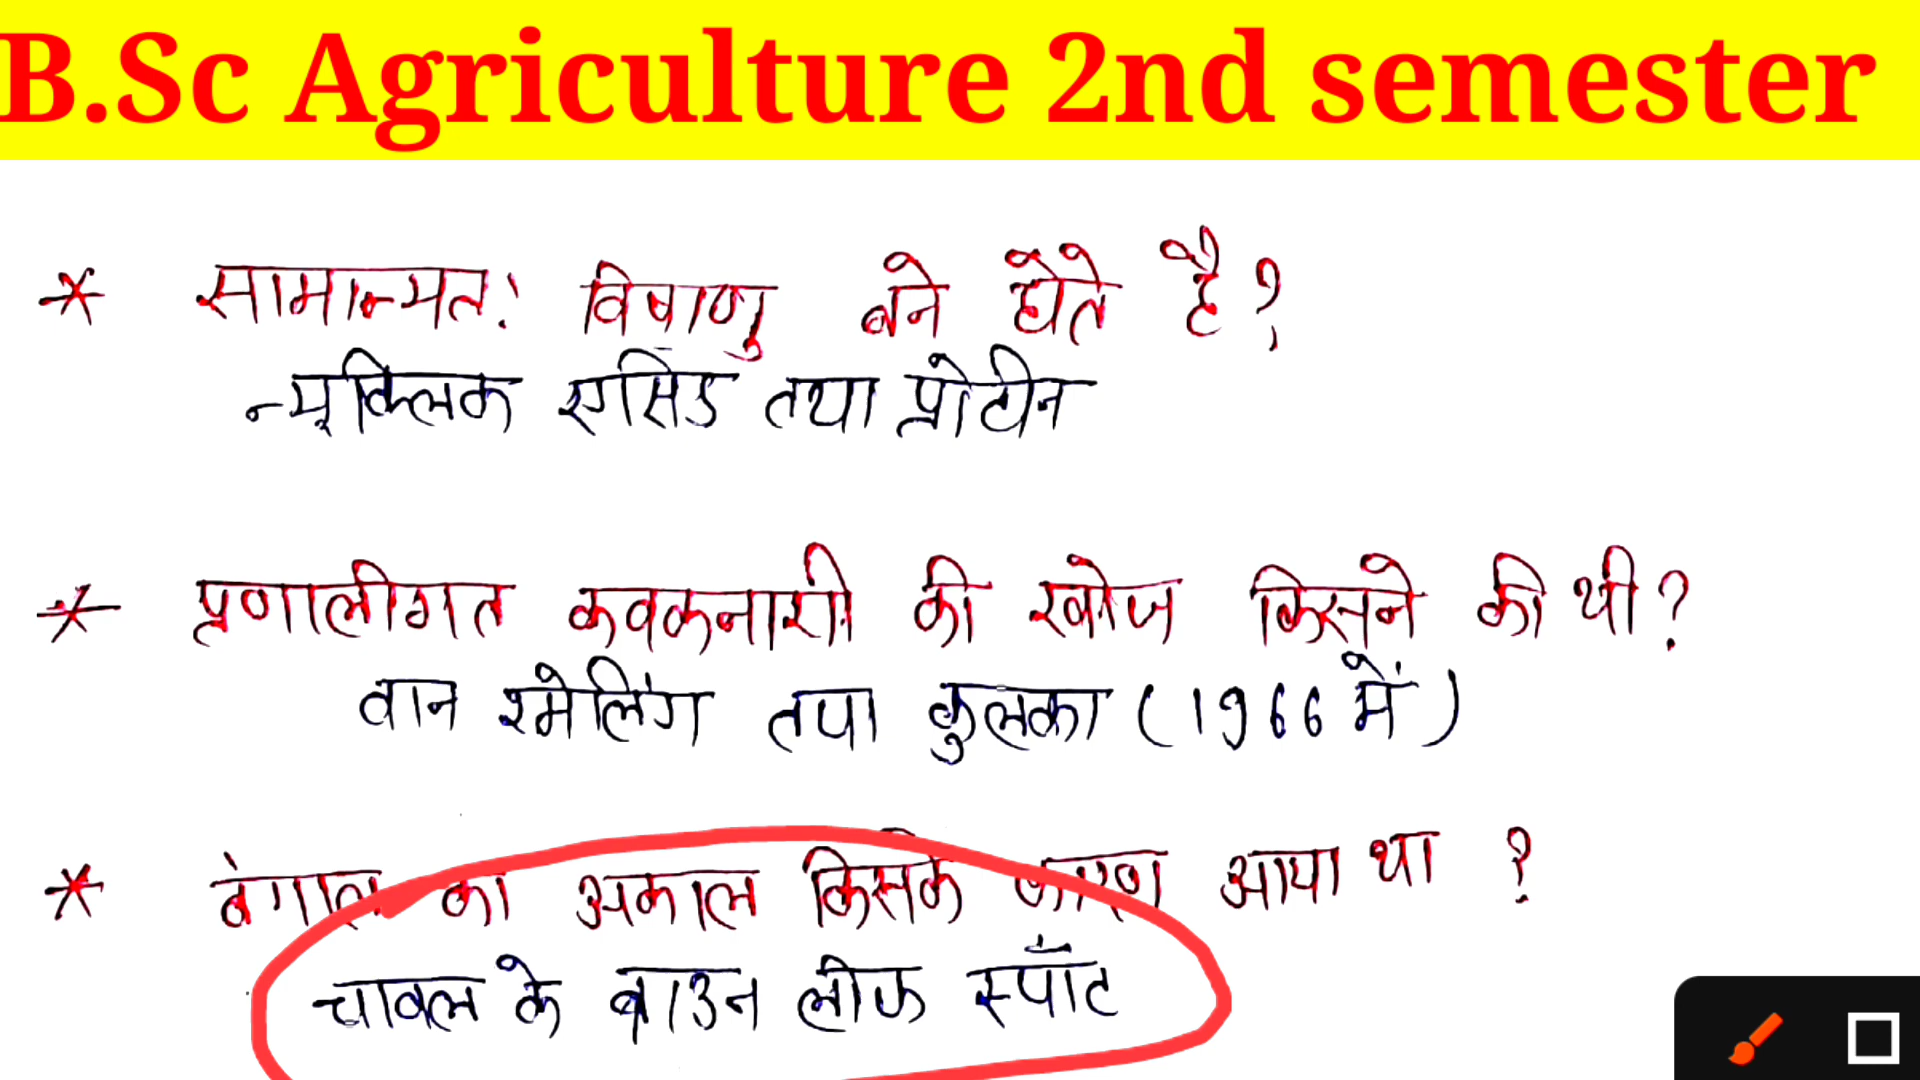 B.Sc Agriculture 2nd semester
* सामान्यत: विषाणु बने होते है?
न्यूक्लिक एसिड तथा प्रोटीन
* प्रणालीगत कवकनाशी की खोज किसने की थी?
वान श्मेलिंग तथा कुलका (1966 में)
* बंगाल का अकाल किसके कारण आया था ?
चावल के ब्राउन लीफ स्पॉट